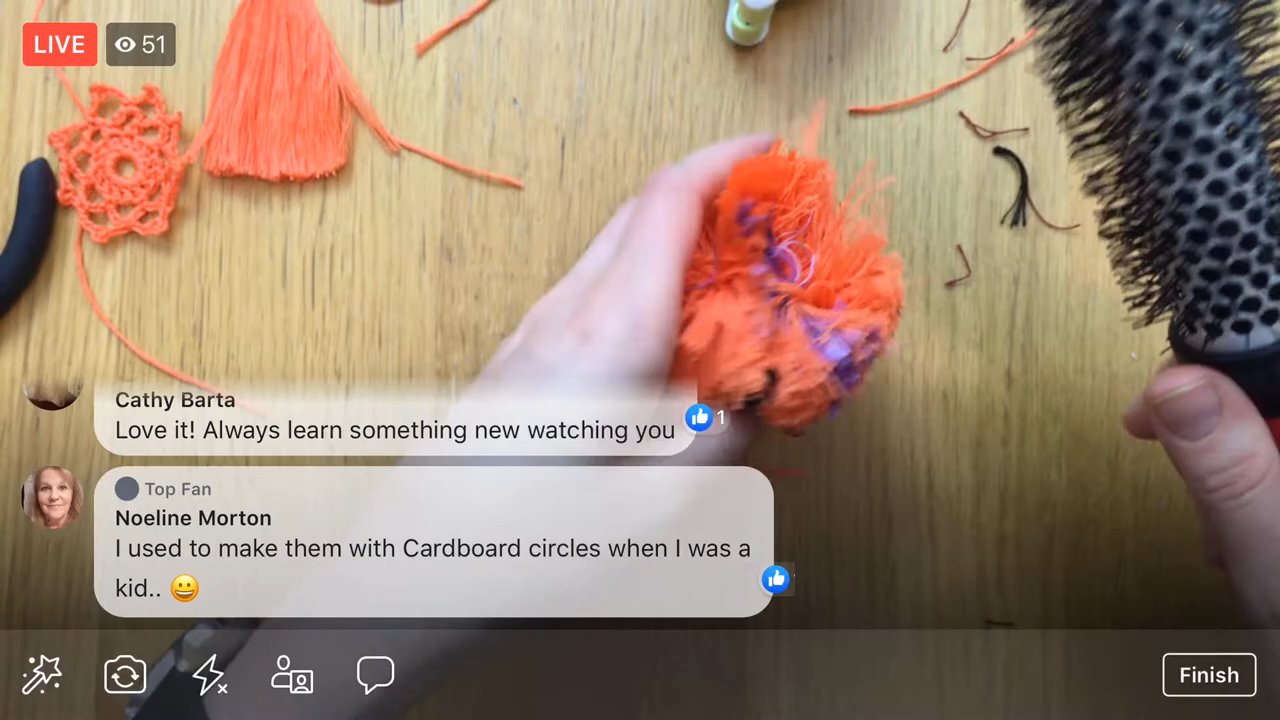 LIVE 51
Cathy Barta
Love it! Always learn something new watching you
1
Top Fan
Noeline Morton
I used to make them with Cardboard circles when I was a
kid.. 😀
Finish